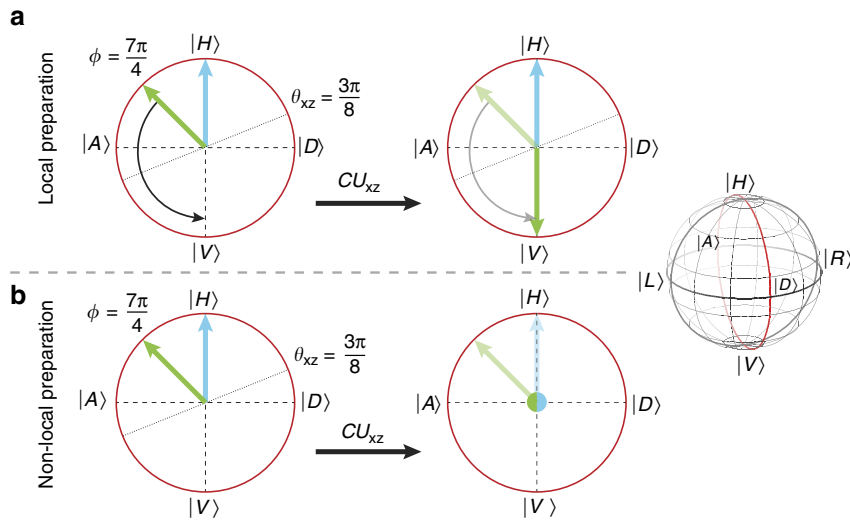 a
Local preparation
|H⟩
ϕ = 7π/4
θxz = 3π/8
|A⟩
|D⟩
|V⟩
CUxz
|H⟩
|A⟩
|D⟩
|V⟩
b
Non-local preparation
|H⟩
ϕ = 7π/4
θxz = 3π/8
|A⟩
|D⟩
|V⟩
CUxz
|H⟩
|A⟩
|D⟩
|V⟩
|H⟩
|A⟩
|R⟩
|L⟩
|D⟩
|V⟩